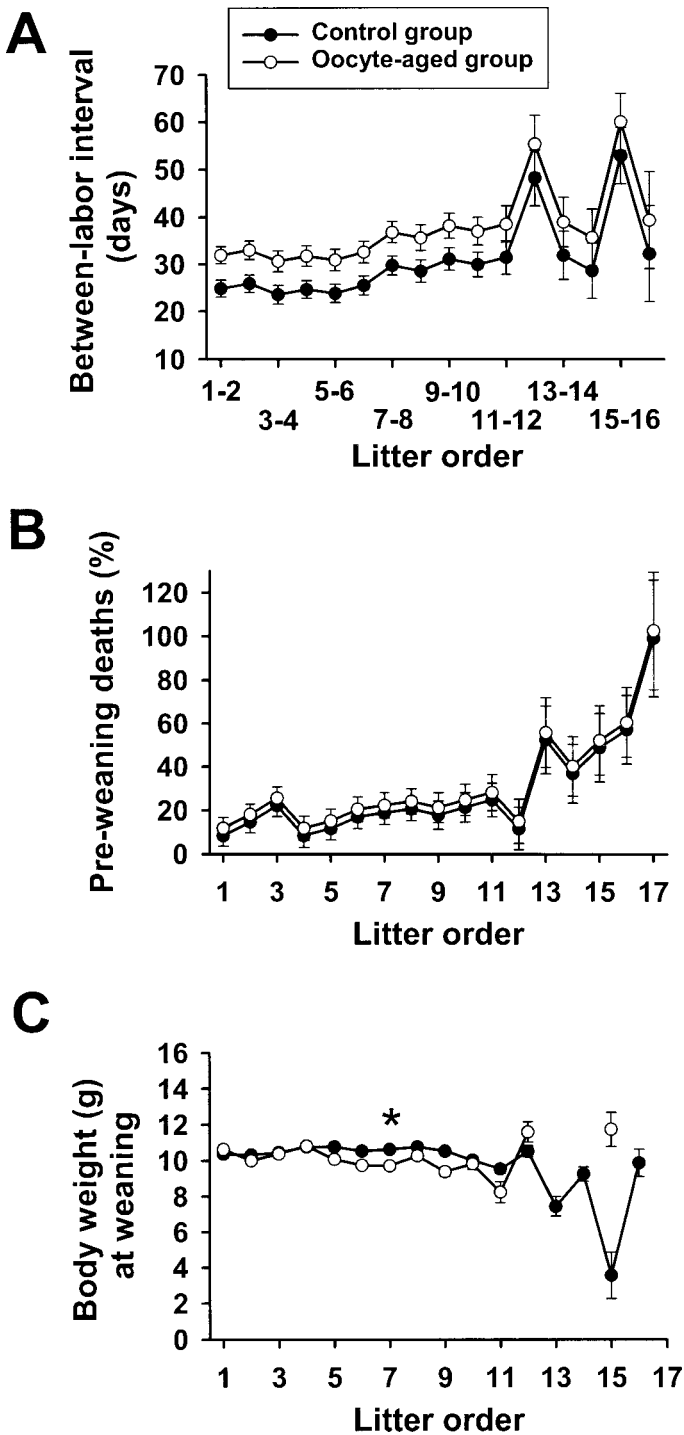 A
Control group
Oocyte-aged group
Between-labor interval
(days)
70
60
50
40
30
20
10
1-2 5-6 9-10 13-14
3-4 7-8 11-12 15-16
Litter order
B
Pre-weaning deaths (%)
120
100
80
60
40
20
0
1 3 5 7 9 11 13 15 17
Litter order
C
Body weight (g)
at weaning
16
14
12
10
8
6
4
2
0
*
1 3 5 7 9 11 13 15 17
Litter order